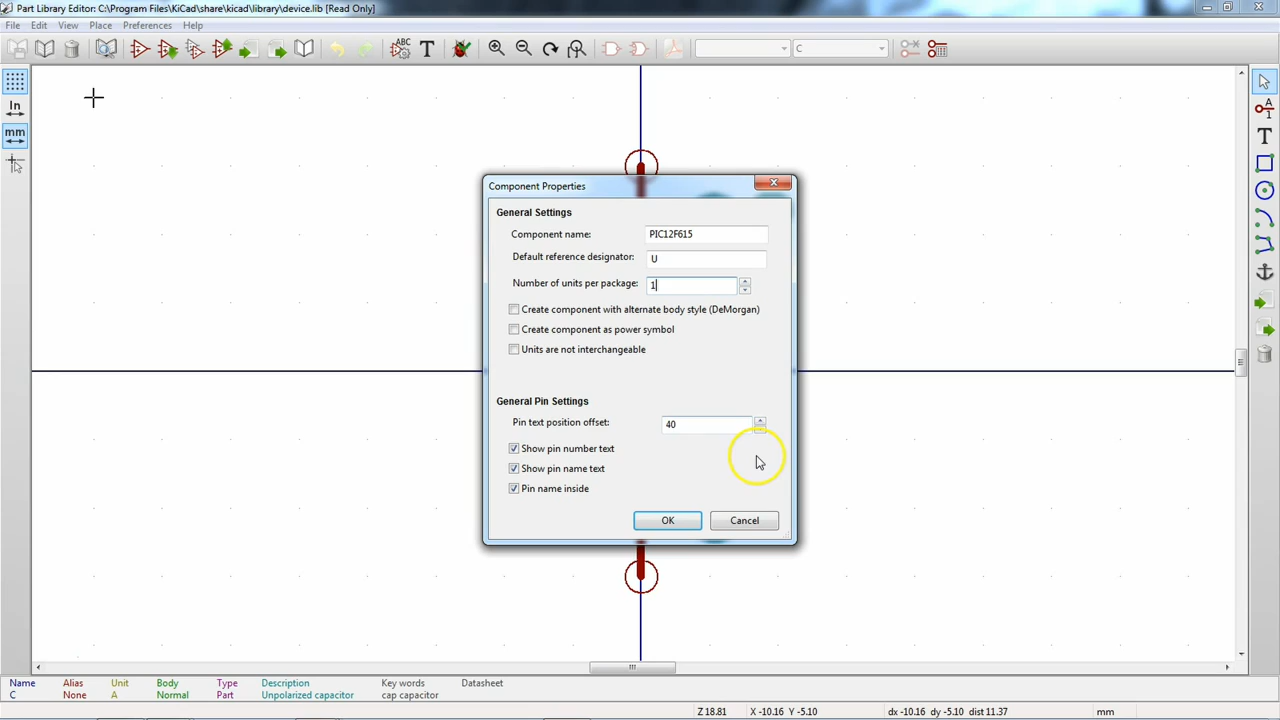 Part Library Editor: C:\Program Files\KiCad\share\kicad\library\device.lib [Read Only]
File Edit View Place Preferences Help
ABC
T
C
In
mm
A
1
T
Component Properties
General Settings
Component name: PIC12F615
Default reference designator: U
Number of units per package: 1
Create component with alternate body style (DeMorgan)
Create component as power symbol
Units are not interchangeable
General Pin Settings
Pin text position offset: 40
Show pin number text
Show pin name text
Pin name inside
OK Cancel
Name Alias Unit Body Type Description Key words Datasheet
C None A Normal Part Unpolarized capacitor cap capacitor
Z 18.81 X -10.16 Y -5.10 dx -10.16 dy -5.10 dist 11.37 mm